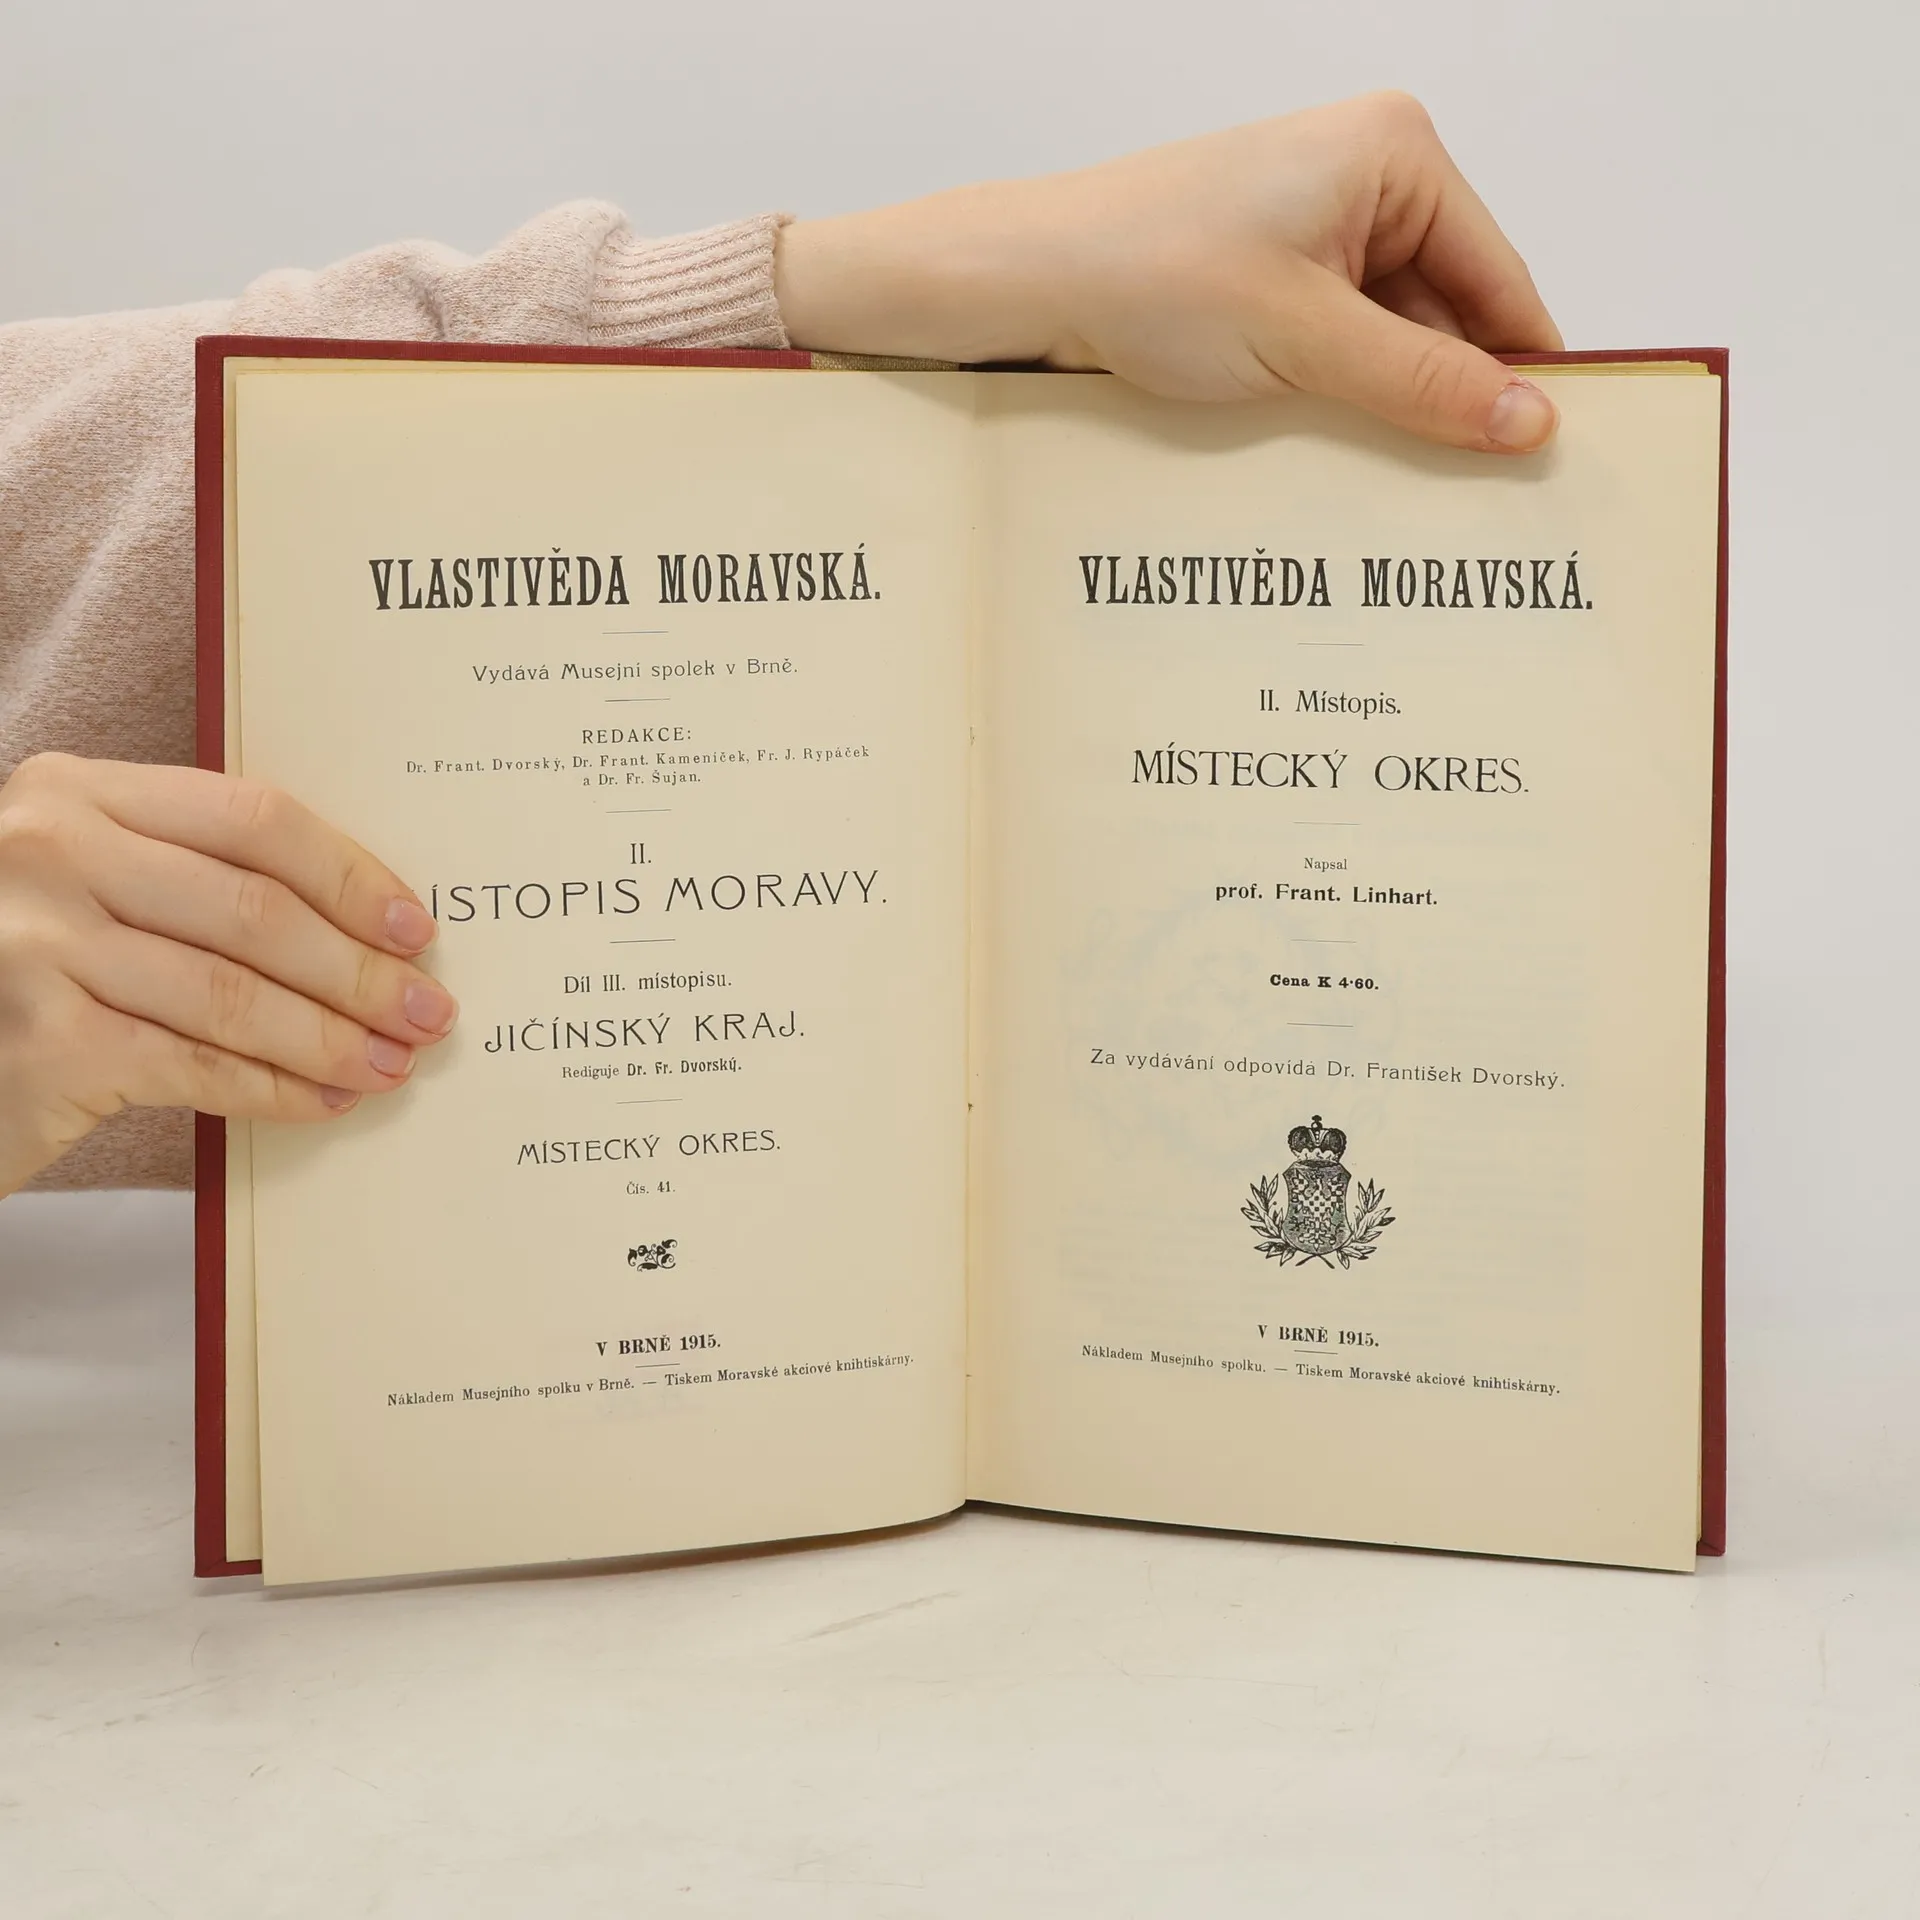 VLASTIVĚDA MORAVSKÁ.
Vydává Musejní spolek v Brně.
REDAKCE:
Dr. Frant. Dvorský, Dr. Frant. Kameníček, Fr. J. Rypáček
a Dr. Fr. Šujan.
II.
ÍSTOPIS MORAVY.
Díl III. místopisu.
JIČÍNSKÝ KRAJ.
Rediguje Dr. Fr. Dvorský.
MÍSTECKÝ OKRES.
Čís. 41.
V BRNĚ 1915.
Nákladem Musejního spolku v Brně. — Tiskem Moravské akciové knihtiskárny.
VLASTIVĚDA MORAVSKÁ.
II. Místopis.
MÍSTECKÝ OKRES.
Napsal
prof. Frant. Linhart.
Cena K 4·60.
Za vydávání odpovídá Dr. František Dvorský.
V BRNĚ 1915.
Nákladem Musejního spolku. — Tiskem Moravské akciové knihtiskárny.